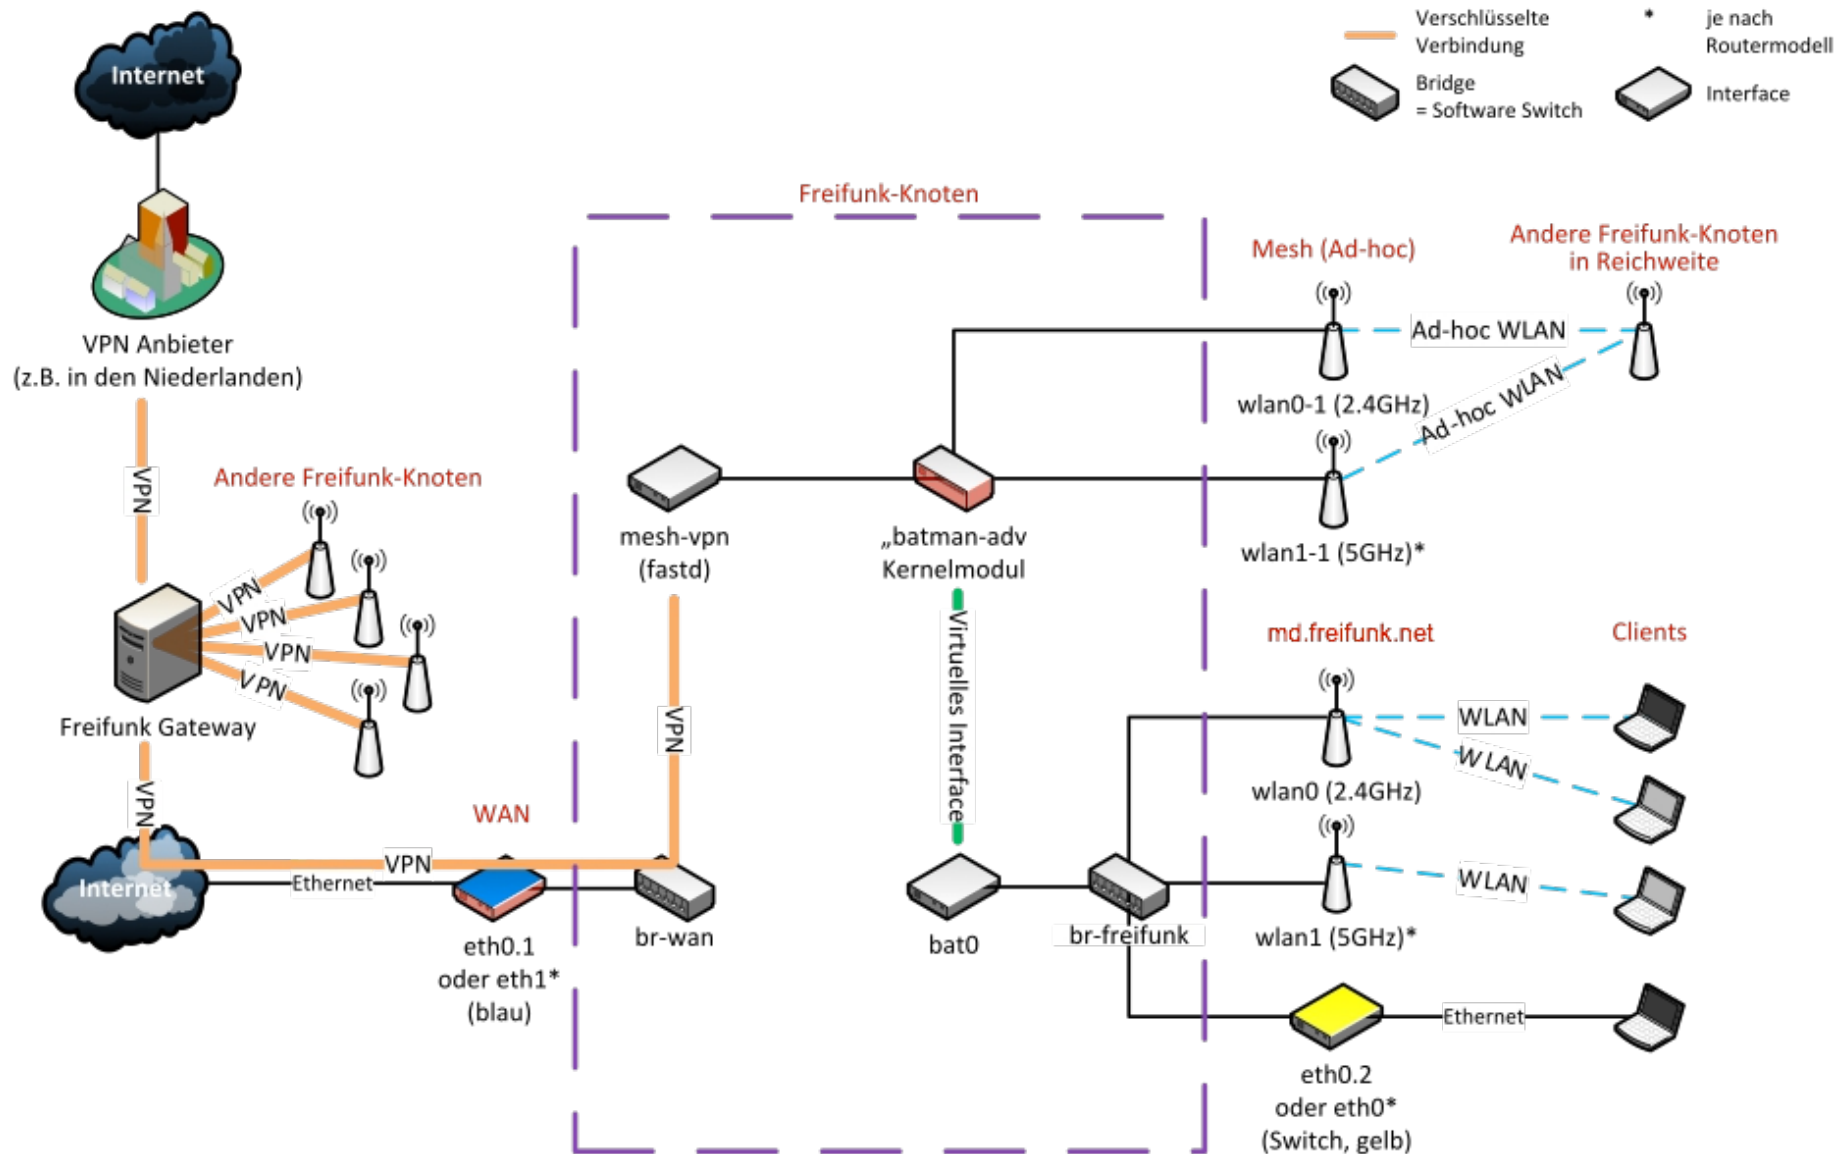 Verschlüsselte
Verbindung
*
je nach
Routermodell
Bridge
= Software Switch
Interface
Internet
VPN Anbieter
(z.B. in den Niederlanden)
VPN
Andere Freifunk-Knoten
VPN
VPN
VPN
VPN
Freifunk Gateway
VPN
Internet
WAN
VPN
Ethernet
eth0.1
oder eth1*
(blau)
Freifunk-Knoten
mesh-vpn
(fastd)
VPN
br-wan
„batman-adv
Kernelmodul
Virtuelles Interface
bat0
br-freifunk
Mesh (Ad-hoc)
Andere Freifunk-Knoten
in Reichweite
Ad-hoc WLAN
wlan0-1 (2.4GHz)
Ad-hoc WLAN
wlan1-1 (5GHz)*
md.freifunk.net
Clients
WLAN
WLAN
wlan0 (2.4GHz)
WLAN
wlan1 (5GHz)*
Ethernet
eth0.2
oder eth0*
(Switch, gelb)